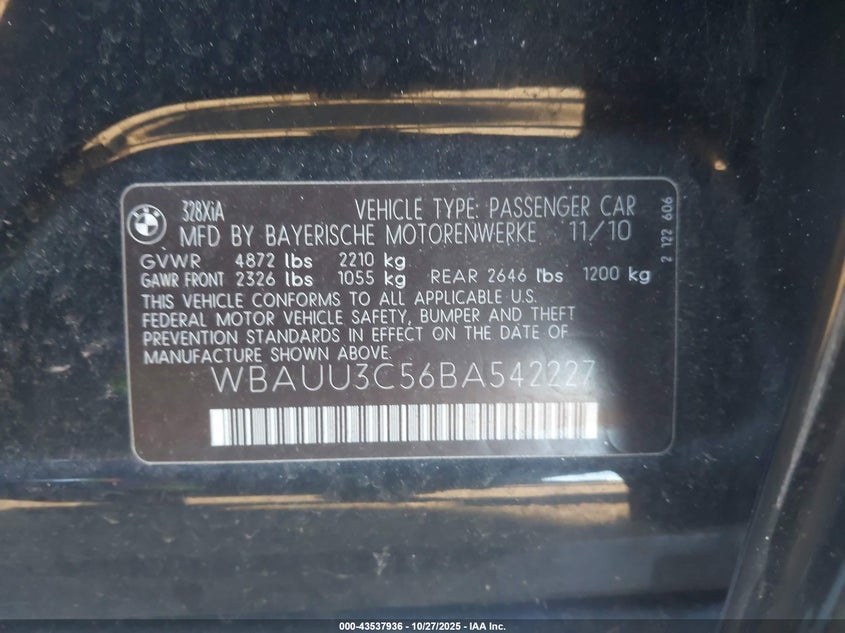 BMW
328XiA VEHICLE TYPE: PASSENGER CAR
MFD BY BAYERISCHE MOTORENWERKE 11/10
GVWR 4872 lbs 2210 kg
GAWR FRONT 2326 lbs 1055 kg REAR 2646 lbs 1200 kg
THIS VEHICLE CONFORMS TO ALL APPLICABLE U.S.
FEDERAL MOTOR VEHICLE SAFETY, BUMPER AND THEFT
PREVENTION STANDARDS IN EFFECT ON THE DATE OF
MANUFACTURE SHOWN ABOVE.
WBAUU3C56BA542227
2 122 606
000-43537936 | 10/27/2025 - IAA Inc.